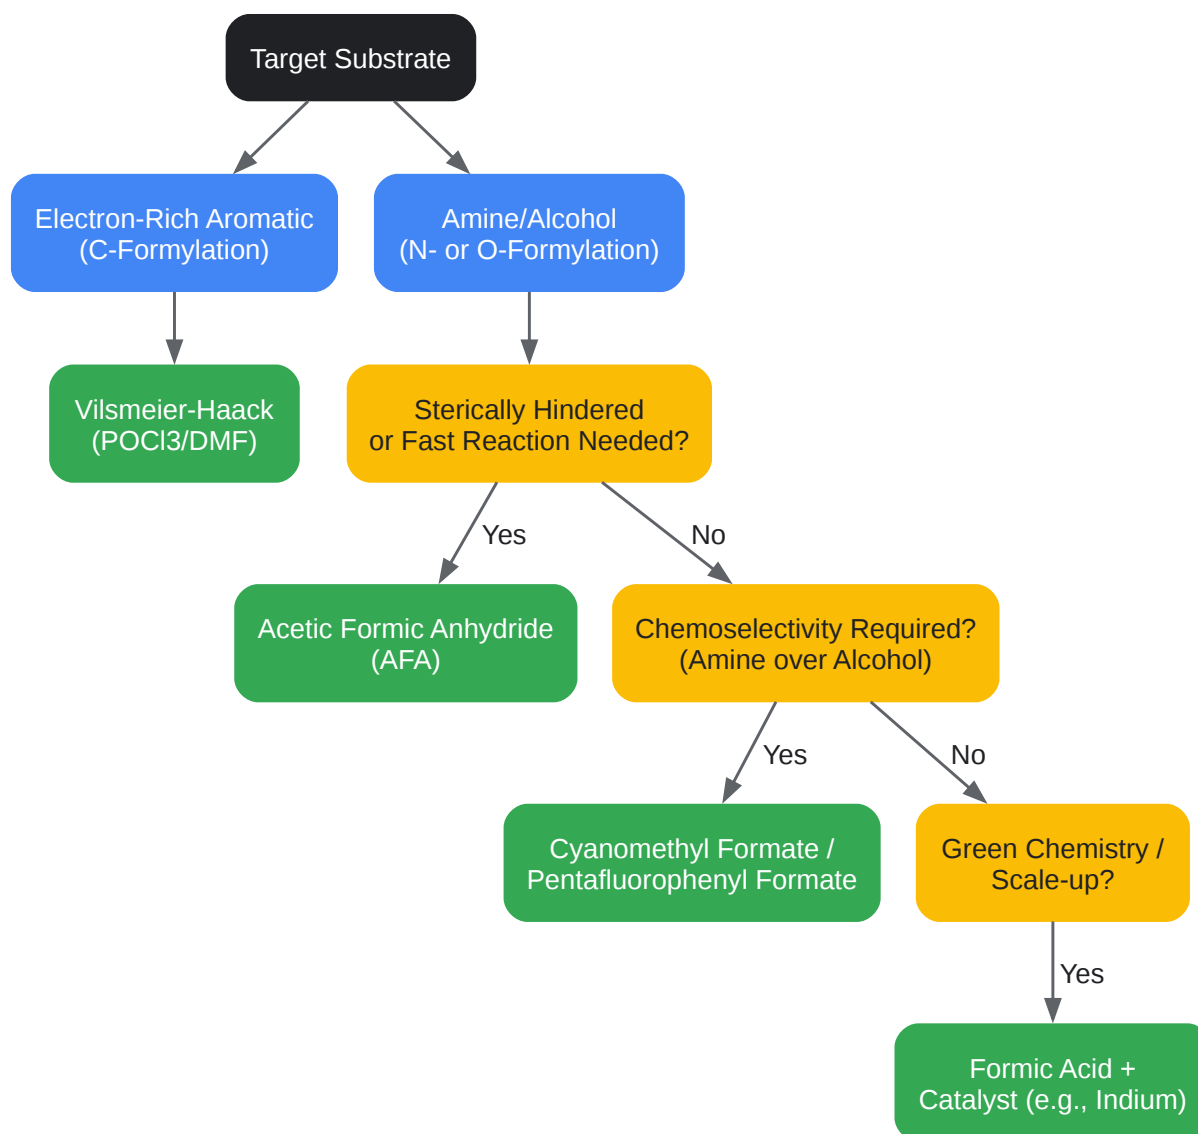 Target Substrate
Electron-Rich Aromatic
(C-Formylation)
Amine/Alcohol
(N- or O-Formylation)
Vilsmeier-Haack
(POCl3/DMF)
Sterically Hindered
or Fast Reaction Needed?
Yes
No
Acetic Formic Anhydride
(AFA)
Chemoselectivity Required?
(Amine over Alcohol)
Yes
No
Cyanomethyl Formate /
Pentafluorophenyl Formate
Green Chemistry /
Scale-up?
Yes
Formic Acid +
Catalyst (e.g., Indium)